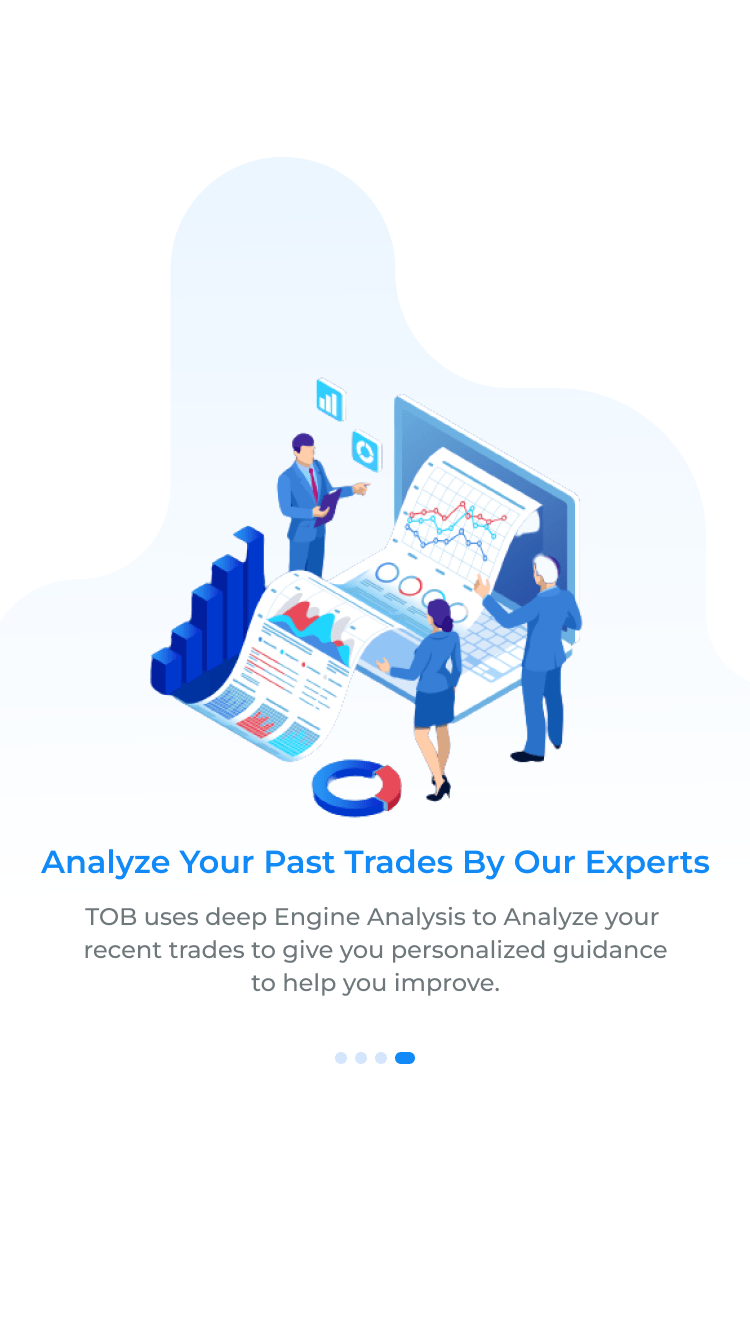 Analyze Your Past Trades By Our Experts
TOB uses deep Engine Analysis to Analyze your
recent trades to give you personalized guidance
to help you improve.